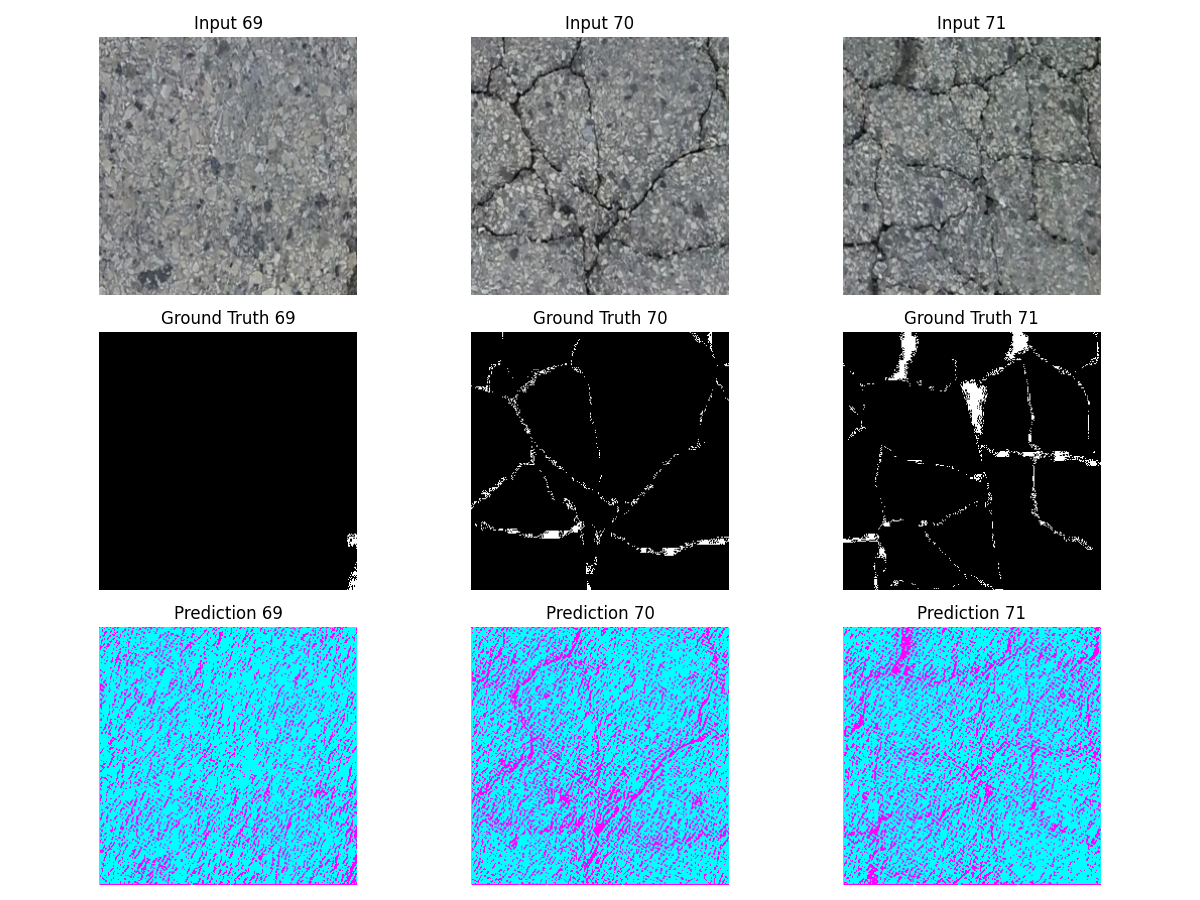 Input 69
Input 70
Input 71
Ground Truth 69
Ground Truth 70
Ground Truth 71
Prediction 69
Prediction 70
Prediction 71